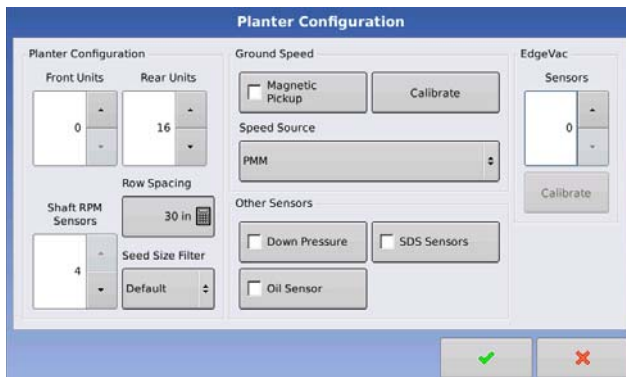 Planter Configuration
Planter Configuration
Front Units
Rear Units
0
16
Row Spacing
30 in
Shaft RPM
Sensors
4
Seed Size Filter
Default
Ground Speed
Magnetic
Pickup
Calibrate
Speed Source
PMM
Other Sensors
Down Pressure
SDS Sensors
Oil Sensor
EdgeVac
Sensors
0
Calibrate